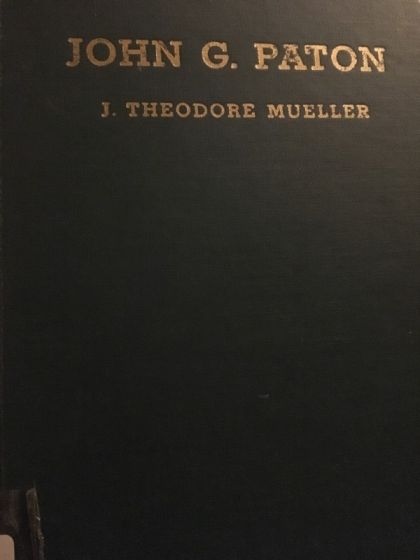 JOHN G. PATON
J. THEODORE MUELLER